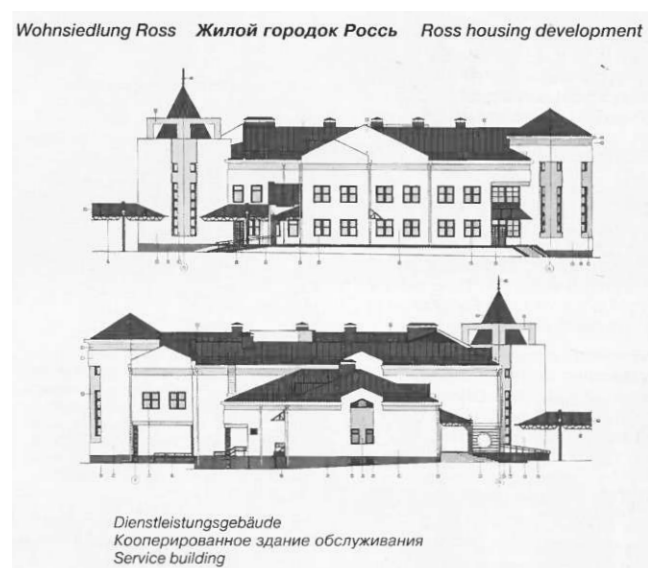 Wohnsiedlung Ross Жилой городок Россь Ross housing development
Dienstleistungsgebäude
Кооперированное здание обслуживания
Service building